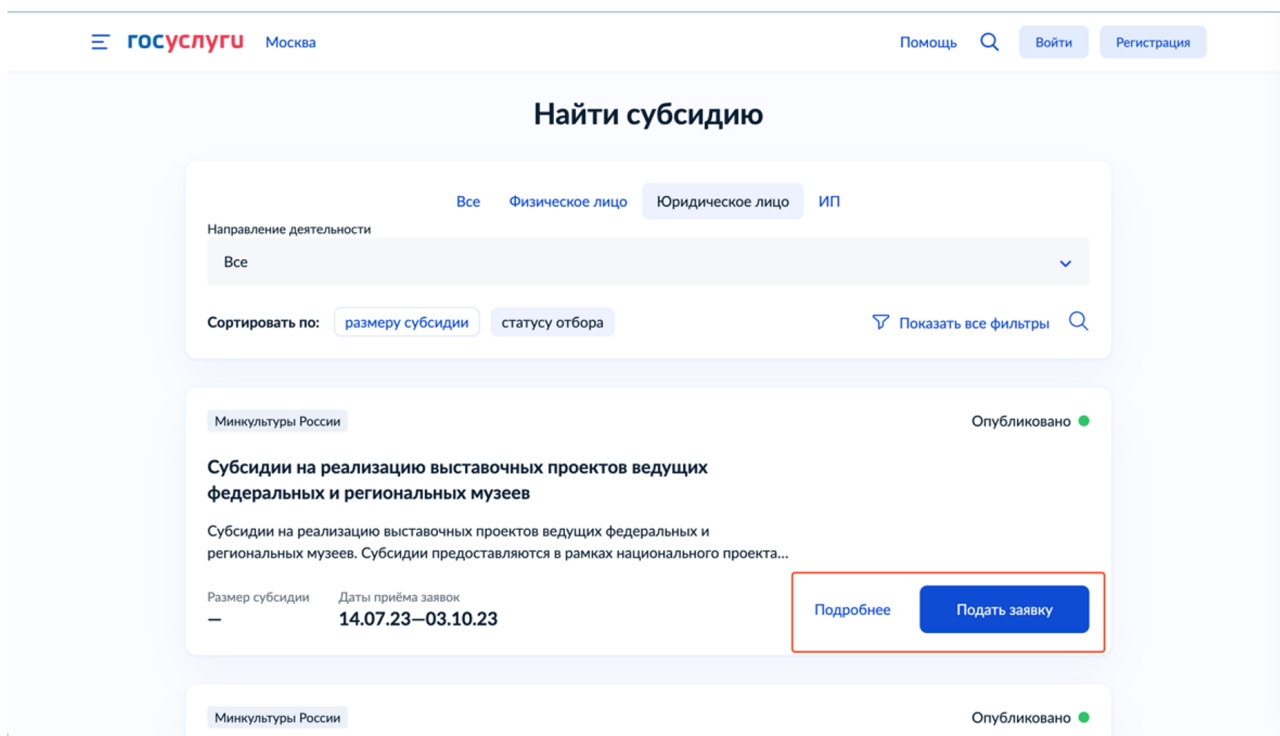 госуслуги Москва Помощь Войти Регистрация
Найти субсидию
Все Физическое лицо Юридическое лицо ИП
Направление деятельности
Все
Сортировать по: размеру субсидии статусу отбора Показать все фильтры
Минкультуры России Опубликовано
Субсидии на реализацию выставочных проектов ведущих
федеральных и региональных музеев
Субсидии на реализацию выставочных проектов ведущих федеральных и
региональных музеев. Субсидии предоставляются в рамках национального проекта...
Размер субсидии Даты приёма заявок
— 14.07.23—03.10.23
Подробнее Подать заявку
Минкультуры России Опубликовано